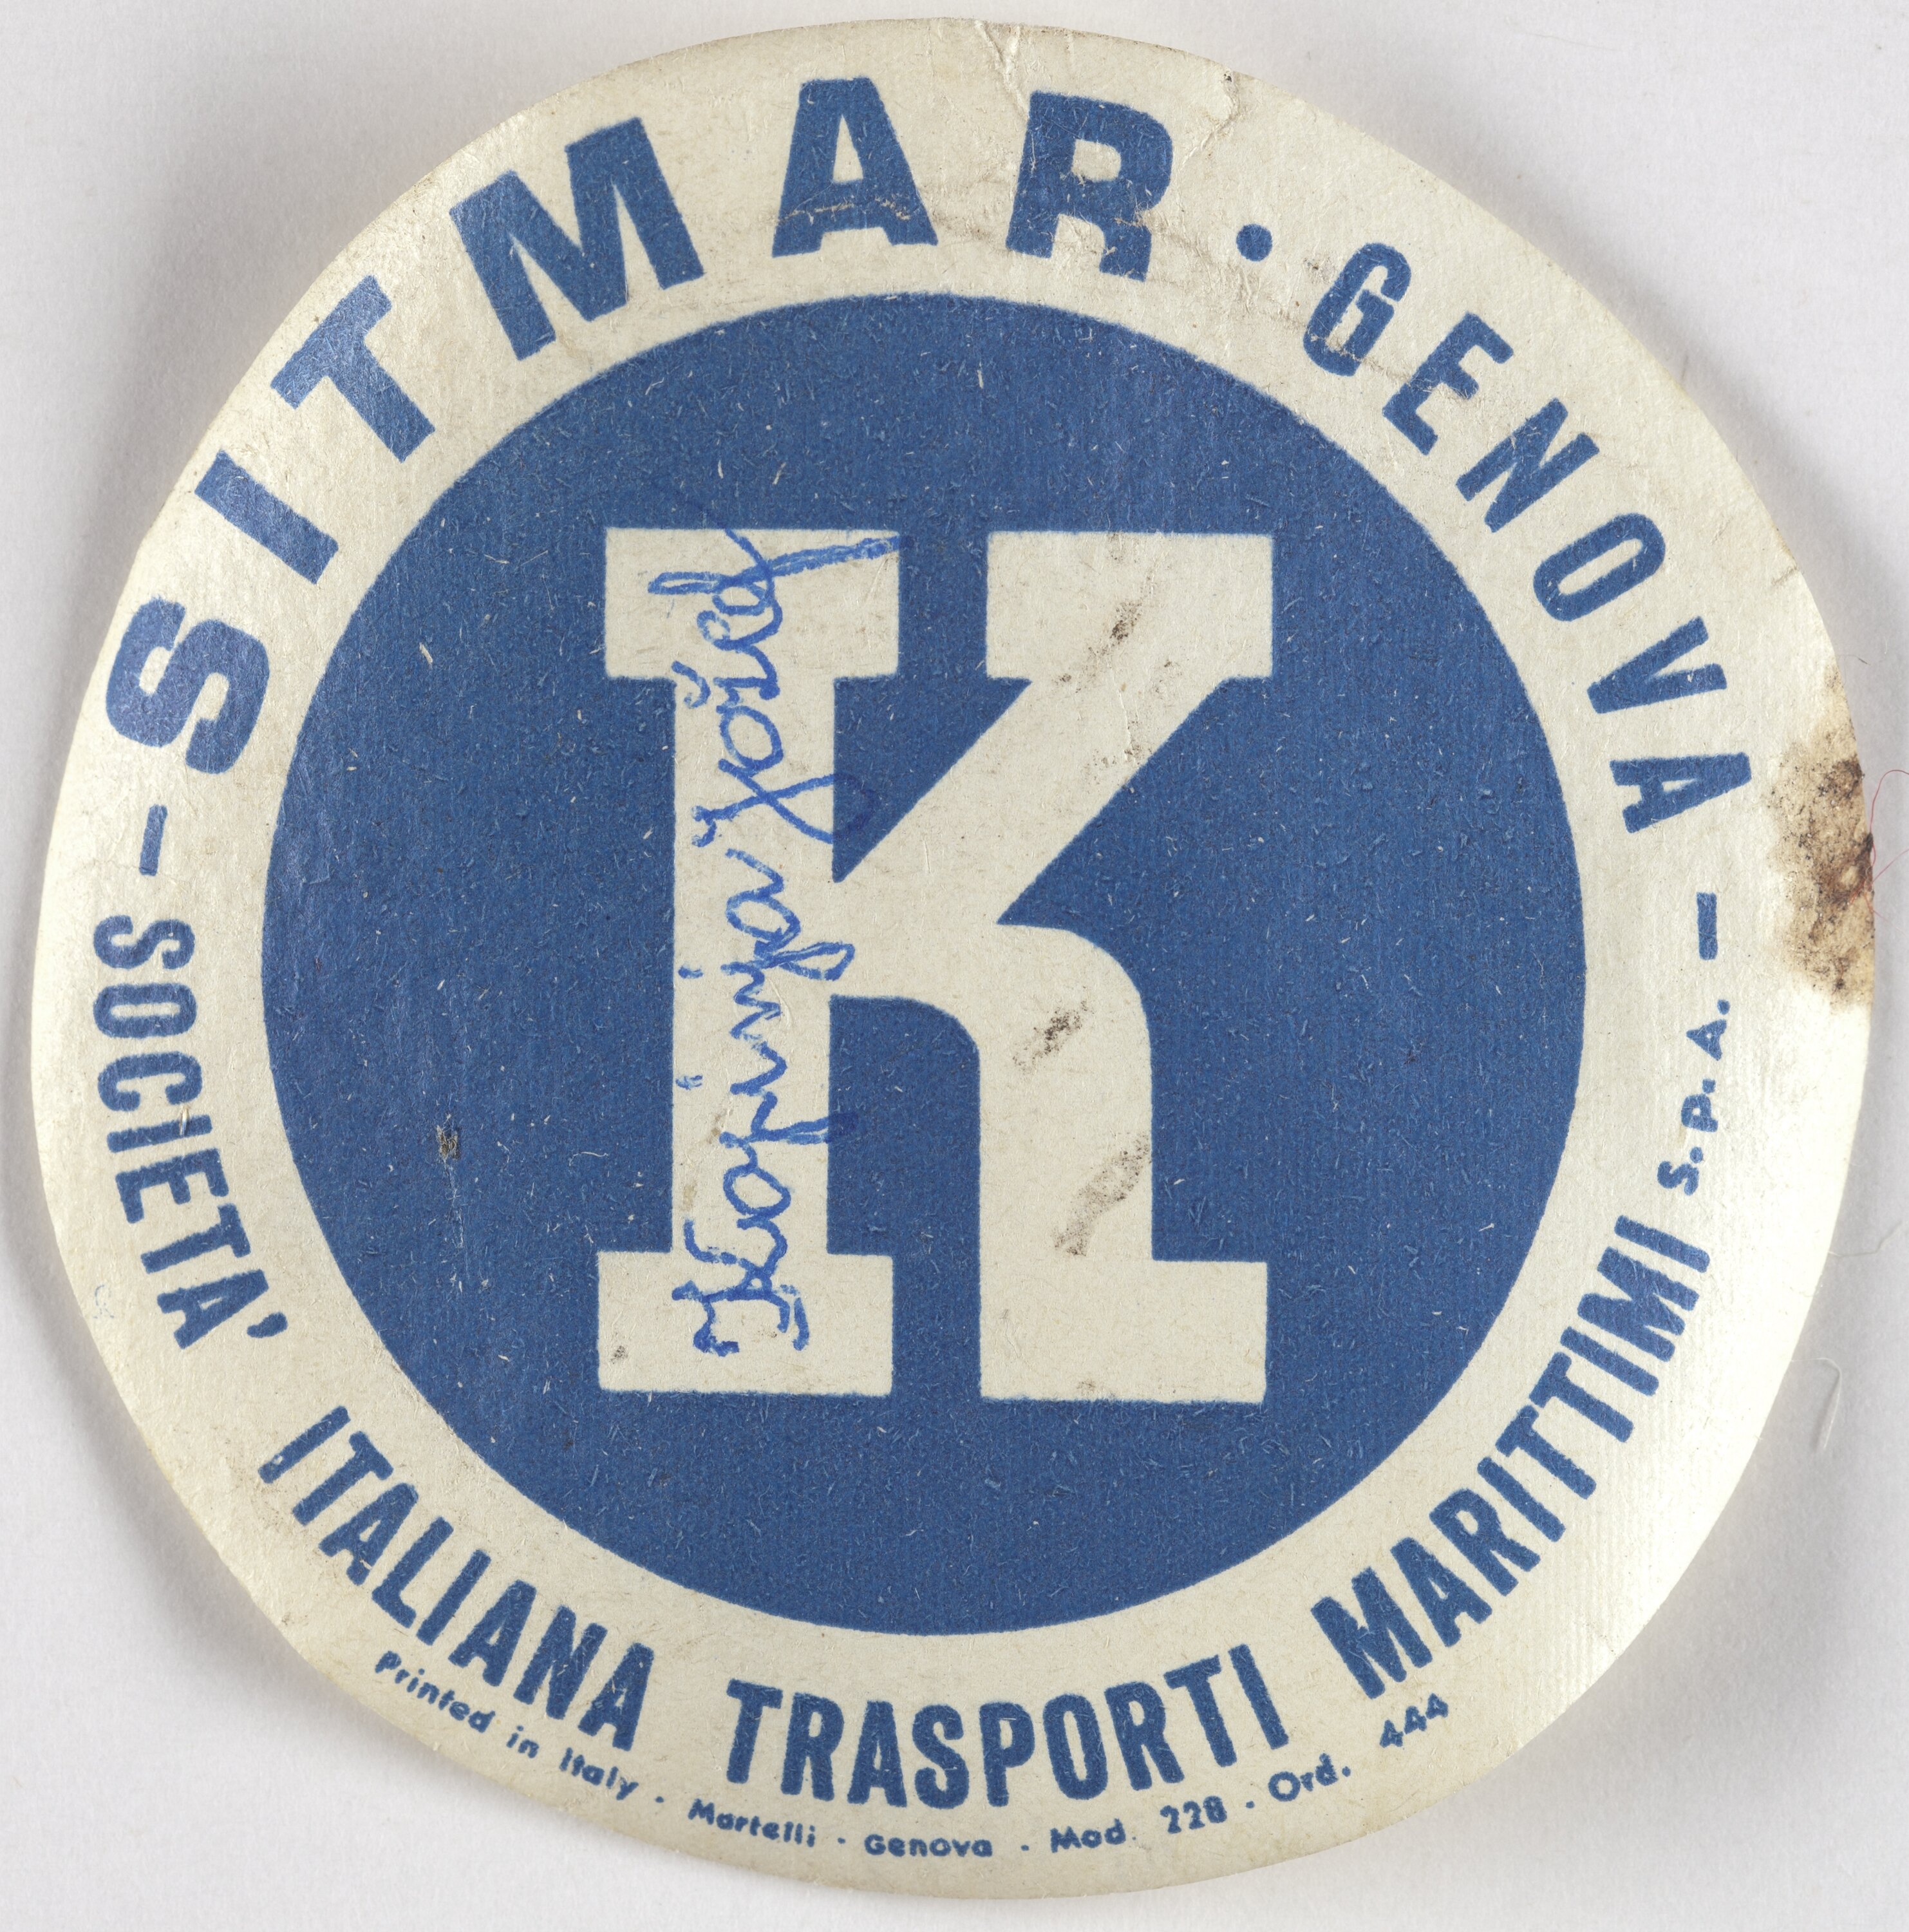 SITMAR · GENOVA
– SOCIETA' ITALIANA TRASPORTI MARITTIMI S.p.A. –
K
Printed in Italy · Martelli · Genova · Mod. 228 · Ord. 444